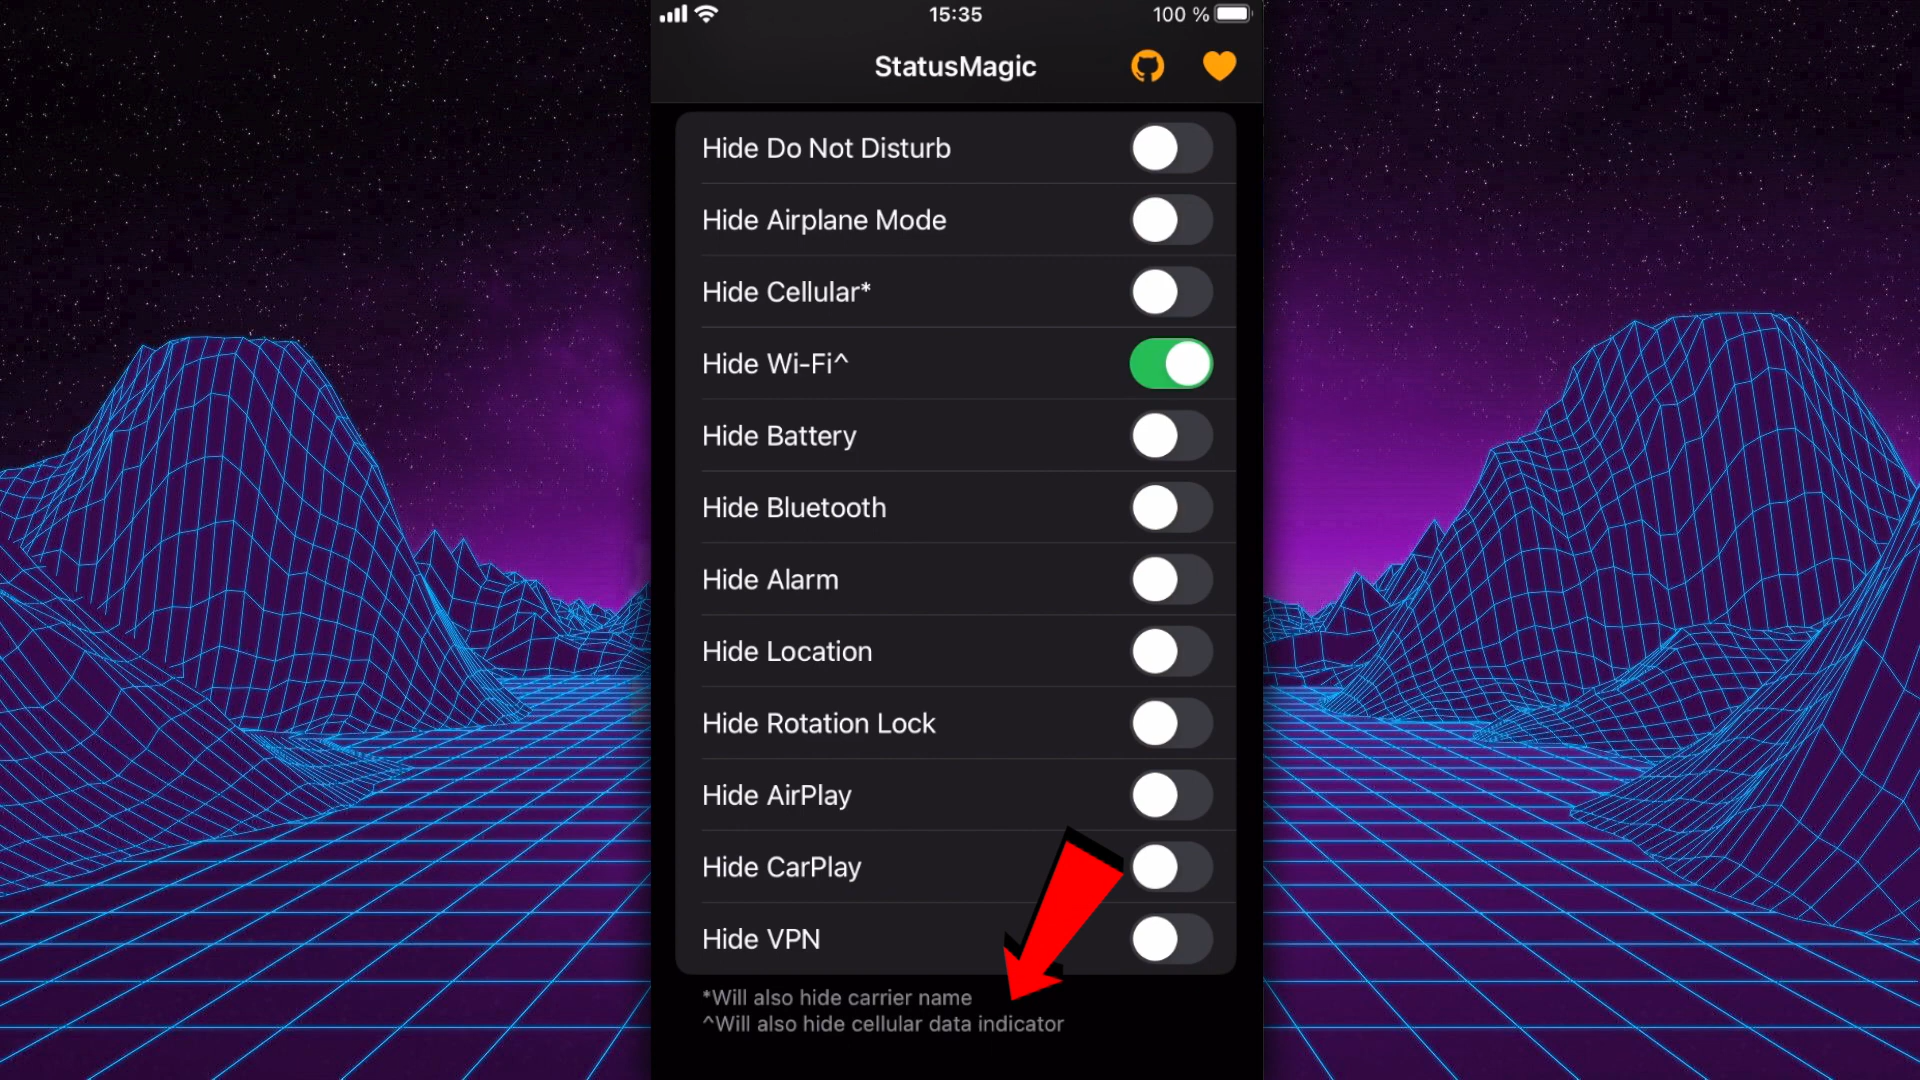 15:35
100 %
StatusMagic
Hide Do Not Disturb
Hide Airplane Mode
Hide Cellular*
Hide Wi-Fi^
Hide Battery
Hide Bluetooth
Hide Alarm
Hide Location
Hide Rotation Lock
Hide AirPlay
Hide CarPlay
Hide VPN
*Will also hide carrier name
^Will also hide cellular data indicator